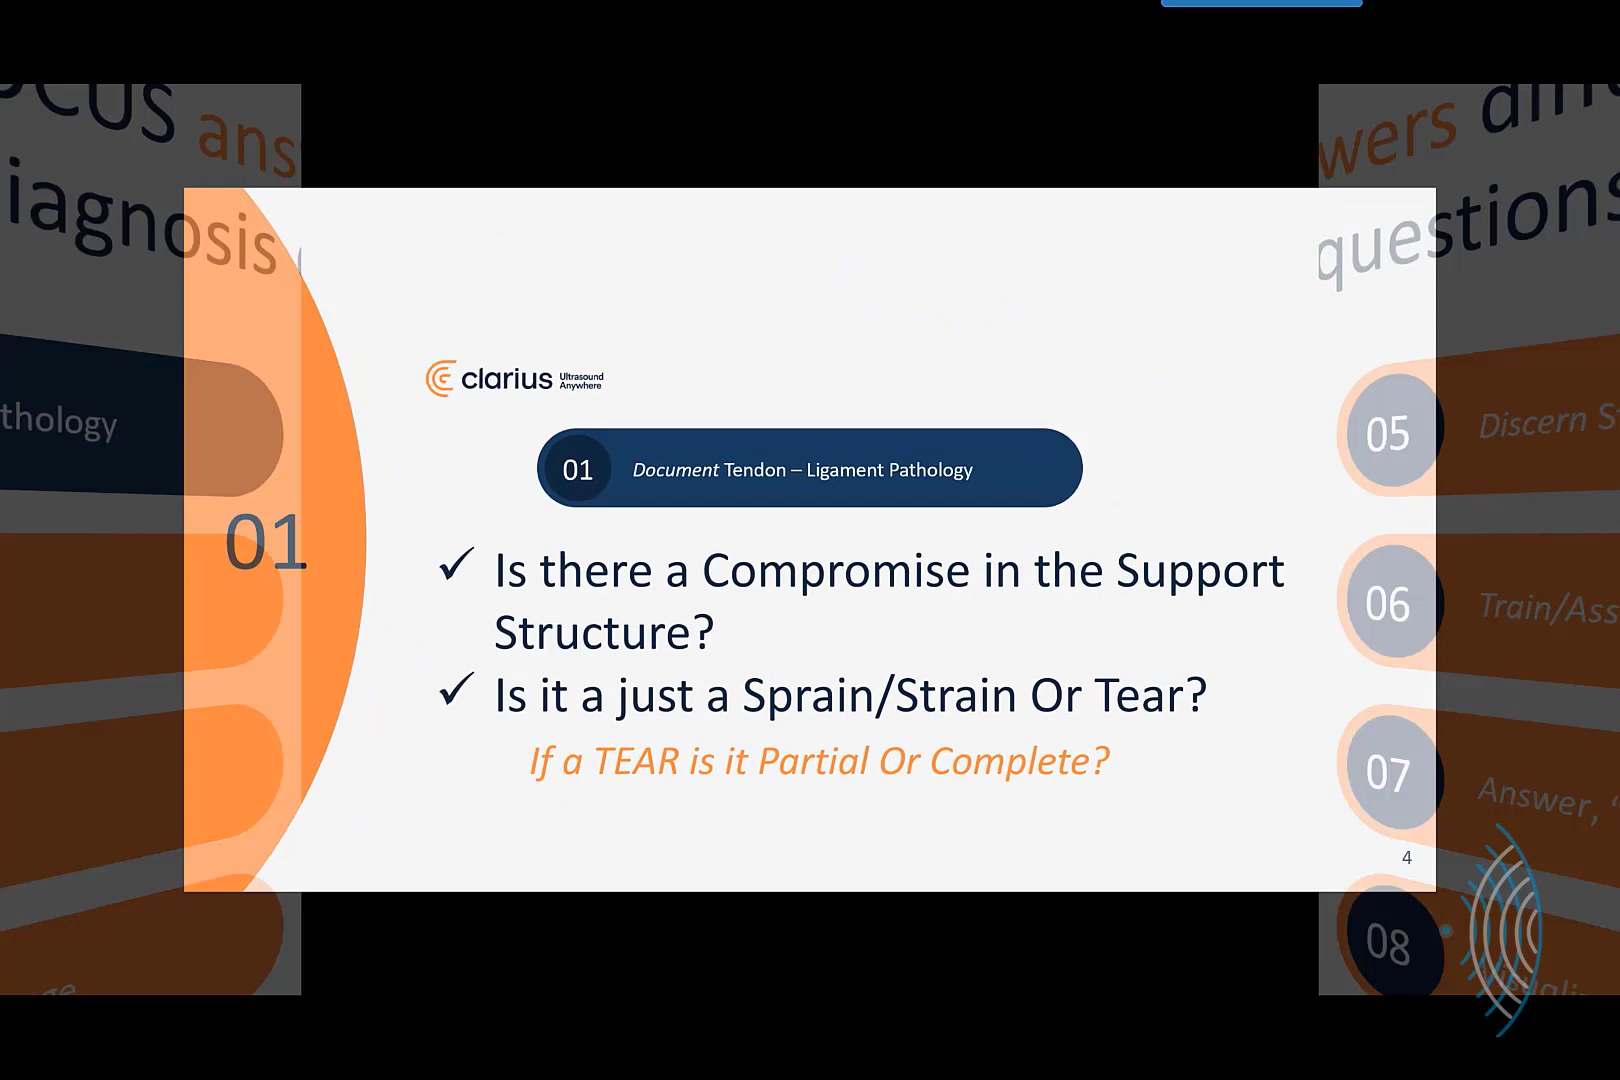 ans
wers
iagnosis
questions
thology
clarius Ultrasound Anywhere
01 Document Tendon – Ligament Pathology
01
✓ Is there a Compromise in the Support
Structure?
✓ Is it a just a Sprain/Strain Or Tear?
If a TEAR is it Partial Or Complete?
4
05 Discern S
06 Train/Ass
07 Answer, “
08